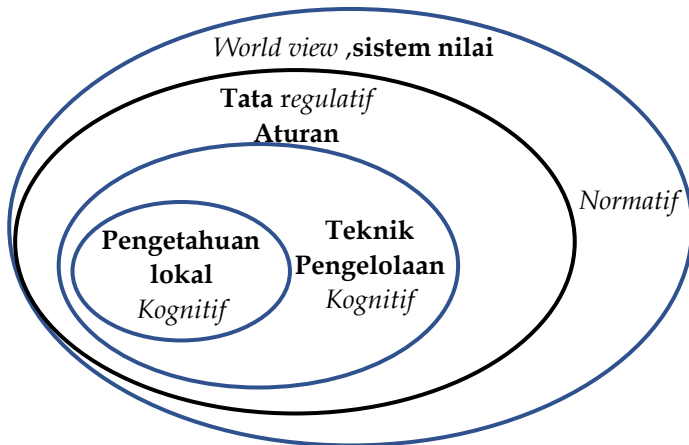 World view ,sistem nilai
Tata regulatif
Aturan
Normatif
Teknik
Pengelolaan
Kognitif
Pengetahuan
lokal
Kognitif